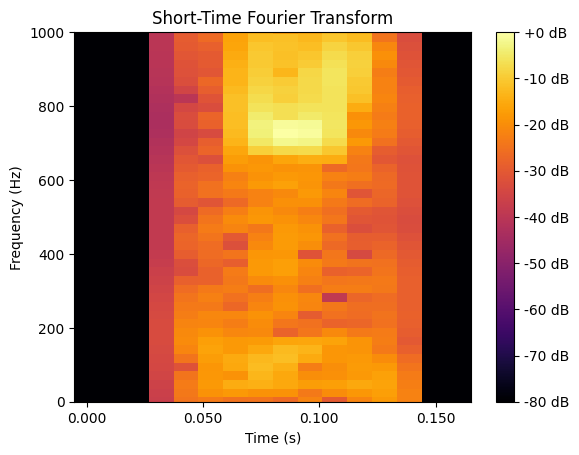 Short-Time Fourier Transform
Frequency (Hz)
1000
800
600
400
200
0
0.000
0.050
0.100
0.150
Time (s)
+0 dB
-10 dB
-20 dB
-30 dB
-40 dB
-50 dB
-60 dB
-70 dB
-80 dB